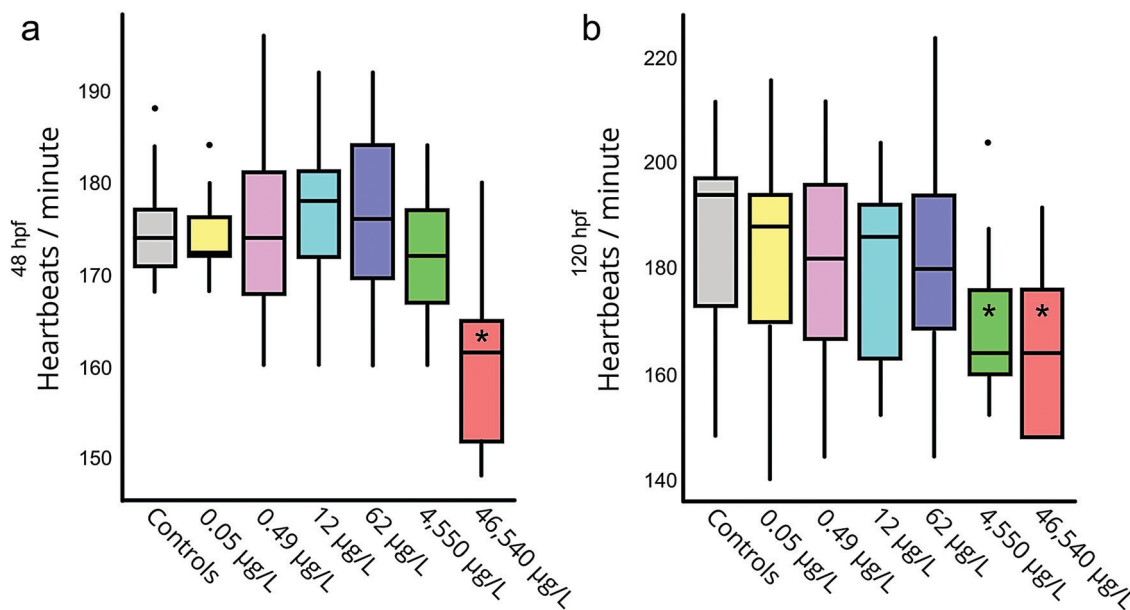 a
48 hpf
Heartbeats / minute
190
180
170
160
150
*
Controls
0.05 µg/L
0.49 µg/L
12 µg/L
62 µg/L
4,550 µg/L
46,540 µg/L
b
120 hpf
Heartbeats / minute
220
200
180
160
140
*
*
Controls
0.05 µg/L
0.49 µg/L
12 µg/L
62 µg/L
4,550 µg/L
46,540 µg/L